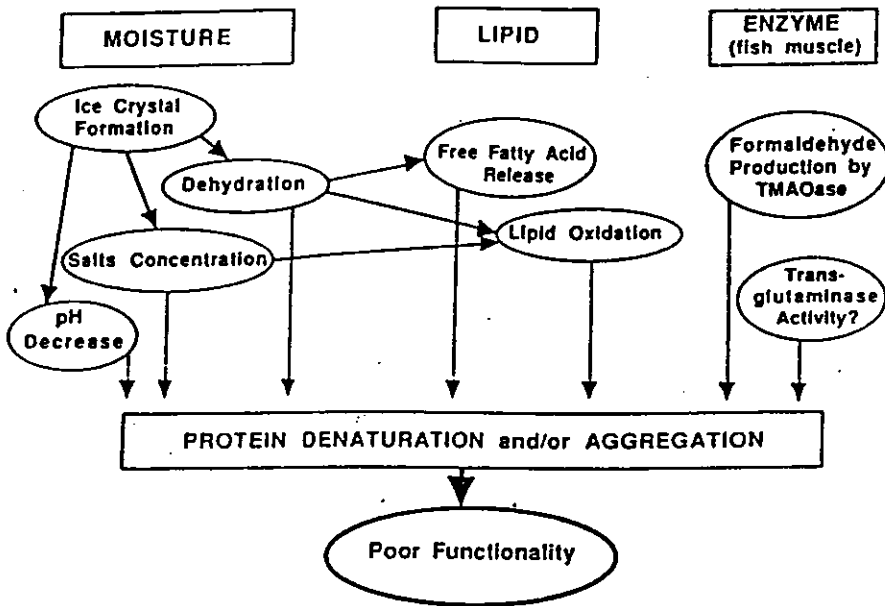 MOISTURE
LIPID
ENZYME
(fish muscle)
Ice Crystal
Formation
Dehydration
Salts Concentration
pH
Decrease
Free Fatty Acid
Release
Lipid Oxidation
Formaldehyde
Production by
TMAOase
Trans-
glutaminase
Activity?
PROTEIN DENATURATION and/or AGGREGATION
Poor Functionality